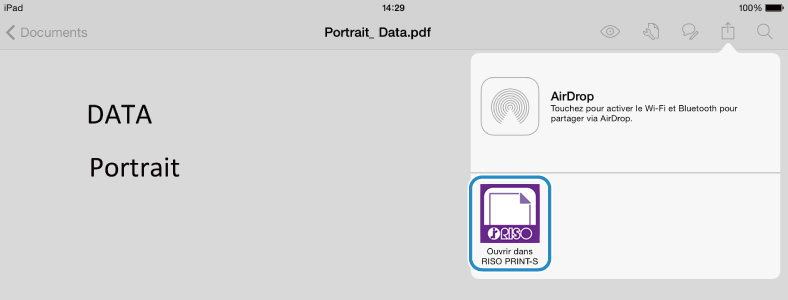 iPad 14:29 100%
Documents Portrait_ Data.pdf
DATA
Portrait
AirDrop
Touchez pour activer le Wi-Fi et Bluetooth pour
partager via AirDrop.
RISO
Ouvrir dans
RISO PRINT-S